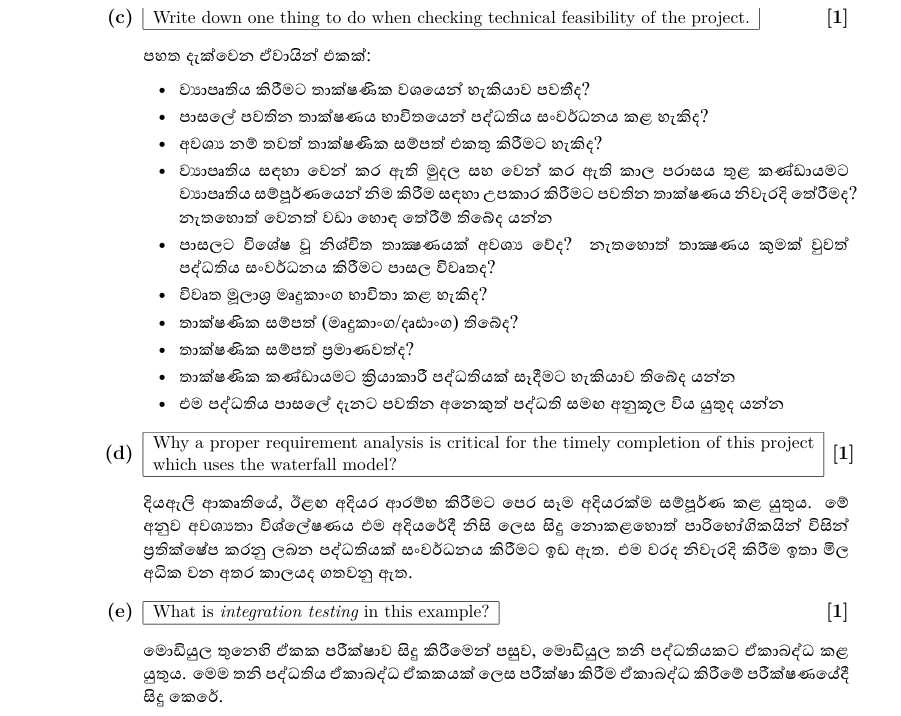 (c) Write down one thing to do when checking technical feasibility of the project. [1]
පහත දැක්වෙන ඒවායින් එකක්:
• ව්‍යාපෘතිය කිරීමට තාක්ෂණික වශයෙන් හැකියාව පවතීද?
• පාසලේ පවතින තාක්ෂණය භාවිතයෙන් පද්ධතිය සංවර්ධනය කළ හැකිද?
• අවශ්‍ය නම් තවත් තාක්ෂණික සම්පත් එකතු කිරීමට හැකිද?
• ව්‍යාපෘතිය සඳහා වෙන් කර ඇති මුදල සහ වෙන් කර ඇති කාල පරාසය තුළ කණ්ඩායමට
ව්‍යාපෘතිය සම්පූර්ණයෙන් නිම කිරීම සඳහා උපකාර කිරීමට පවතින තාක්ෂණය නිවැරදි තේරීමද?
නැතහොත් වෙනත් වඩා හොඳ තේරීම් තිබේද යන්න
• පාසලට විශේෂ වූ නිශ්චිත තාක්‍ෂණයක් අවශ්‍ය වේද? නැතහොත් තාක්‍ෂණය කුමක් වුවත්
පද්ධතිය සංවර්ධනය කිරීමට පාසල විවෘතද?
• විවෘත මූලාශ්‍ර මෘදුකාංග භාවිතා කළ හැකිද?
• තාක්ෂණික සම්පත් (මෘදුකාංග/දෘඪාංග) තිබේද?
• තාක්ෂණික සම්පත් ප්‍රමාණවත්ද?
• තාක්ෂණික කණ්ඩායමට ක්‍රියාකාරී පද්ධතියක් සෑදීමට හැකියාව තිබේද යන්න
• එම පද්ධතිය පාසලේ දැනට පවතින අනෙකුත් පද්ධති සමඟ අනුකූල විය යුතුද යන්න
(d) Why a proper requirement analysis is critical for the timely completion of this project [1]
which uses the waterfall model?
දියඇලි ආකෘතියේ, ඊළඟ අදියර ආරම්භ කිරීමට පෙර සෑම අදියරක්ම සම්පූර්ණ කළ යුතුය. මේ
අනුව අවශ්‍යතා විශ්ලේෂණය එම අදියරේදී නිසි ලෙස සිදු නොකළහොත් පාරිභෝගිකයින් විසින්
ප්‍රතික්ෂේප කරනු ලබන පද්ධතියක් සංවර්ධනය කිරීමට ඉඩ ඇත. එම වරද නිවැරදි කිරීම ඉතා මිල
අධික වන අතර කාලයද ගතවනු ඇත.
(e) What is integration testing in this example? [1]
මොඩියුල තුනෙහි ඒකක පරීක්ෂාව සිදු කිරීමෙන් පසුව, මොඩියුල තනි පද්ධතියකට ඒකාබද්ධ කළ
යුතුය. මෙම තනි පද්ධතිය ඒකාබද්ධ ඒකකයක් ලෙස පරීක්ෂා කිරීම ඒකාබද්ධ කිරීමේ පරීක්ෂණයේදී
සිදු කෙරේ.